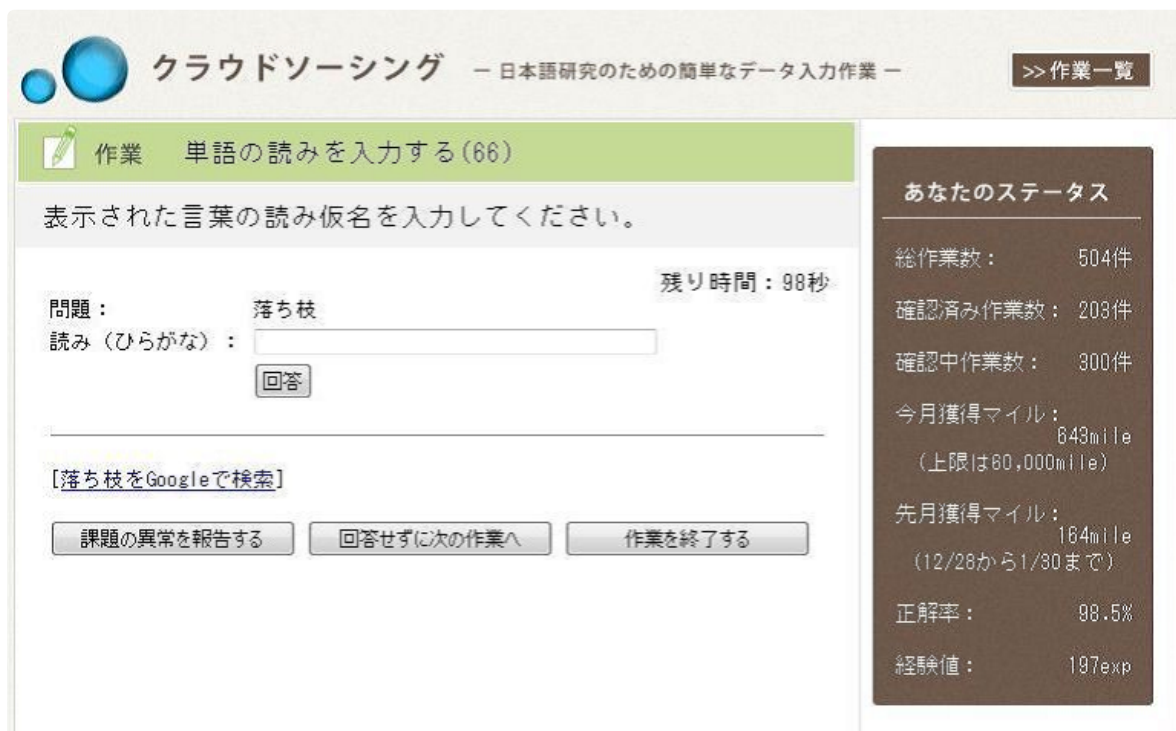 クラウドソーシング －日本語研究のための簡単なデータ入力作業－
>>作業一覧
作業 単語の読みを入力する(66)
表示された言葉の読み仮名を入力してください。
残り時間：98秒
問題： 落ち枝
読み（ひらがな）：
回答
[落ち枝をGoogleで検索]
課題の異常を報告する 回答せずに次の作業へ 作業を終了する
あなたのステータス
総作業数： 504件
確認済み作業数： 203件
確認中作業数： 300件
今月獲得マイル：
643mile
（上限は60,000mile）
先月獲得マイル：
164mile
（12/28から1/30まで）
正解率： 98.5%
経験値： 197exp